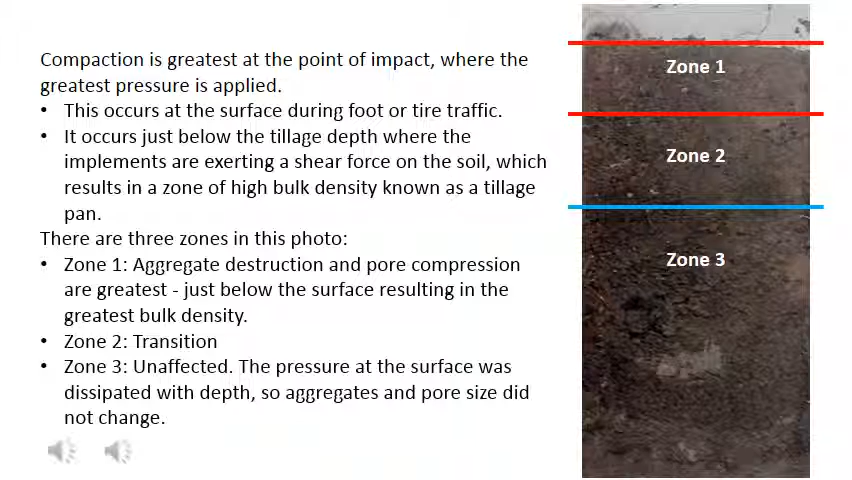 Compaction is greatest at the point of impact, where the
greatest pressure is applied.
• This occurs at the surface during foot or tire traffic.
• It occurs just below the tillage depth where the
implements are exerting a shear force on the soil, which
results in a zone of high bulk density known as a tillage
pan.
There are three zones in this photo:
• Zone 1: Aggregate destruction and pore compression
are greatest - just below the surface resulting in the
greatest bulk density.
• Zone 2: Transition
• Zone 3: Unaffected. The pressure at the surface was
dissipated with depth, so aggregates and pore size did
not change.
Zone 1
Zone 2
Zone 3